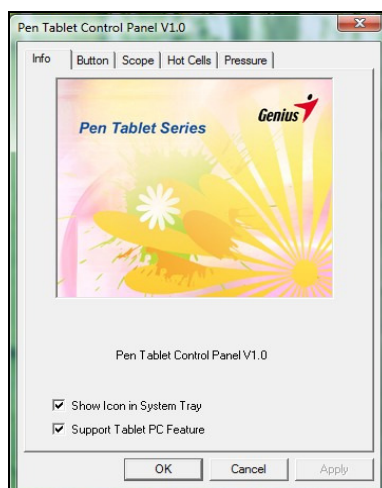 Pen Tablet Control Panel V1.0
Info Button Scope Hot Cells Pressure
Genius
Pen Tablet Series
Pen Tablet Control Panel V1.0
Show Icon in System Tray
Support Tablet PC Feature
OK Cancel Apply